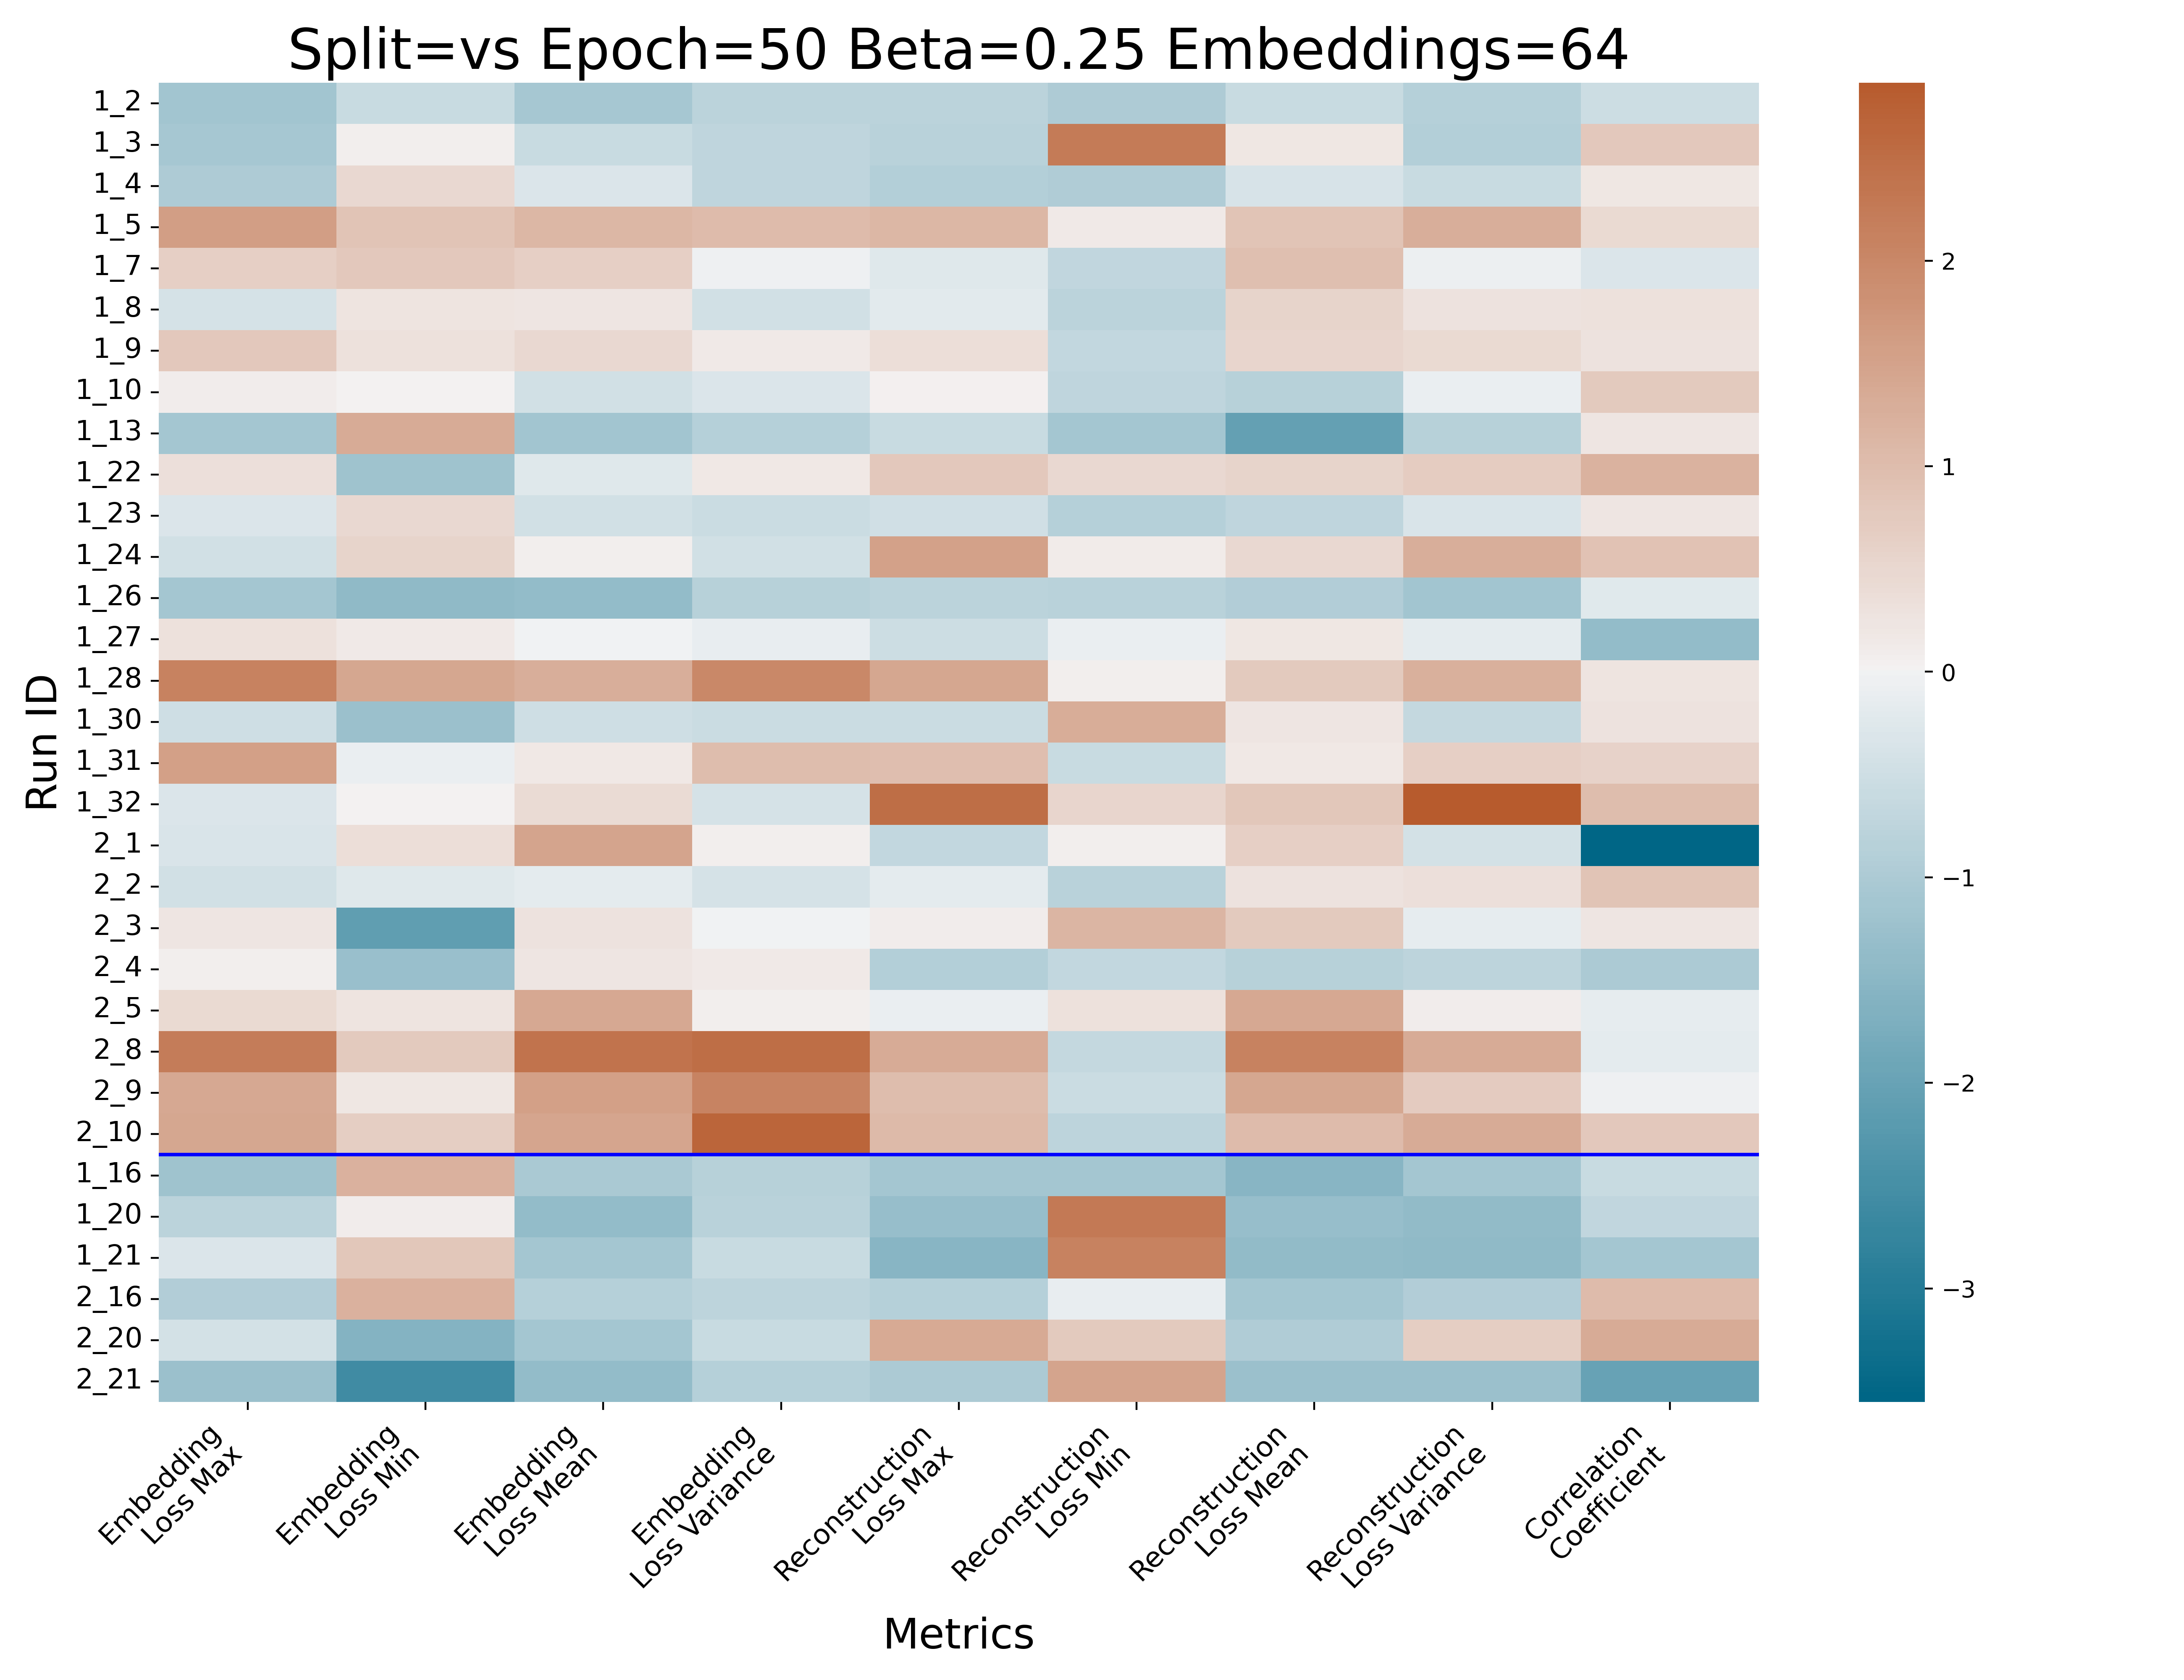 Split=vs Epoch=50 Beta=0.25 Embeddings=64
Run ID
1_2
1_3
1_4
1_5
1_7
1_8
1_9
1_10
1_13
1_22
1_23
1_24
1_26
1_27
1_28
1_30
1_31
1_32
2_1
2_2
2_3
2_4
2_5
2_8
2_9
2_10
1_16
1_20
1_21
2_16
2_20
2_21
Embedding
Loss Max
Embedding
Loss Min
Embedding
Loss Mean
Embedding
Loss Variance
Reconstruction
Loss Max
Reconstruction
Loss Min
Reconstruction
Loss Mean
Reconstruction
Loss Variance
Correlation
Coefficient
Metrics
2
1
0
−1
−2
−3